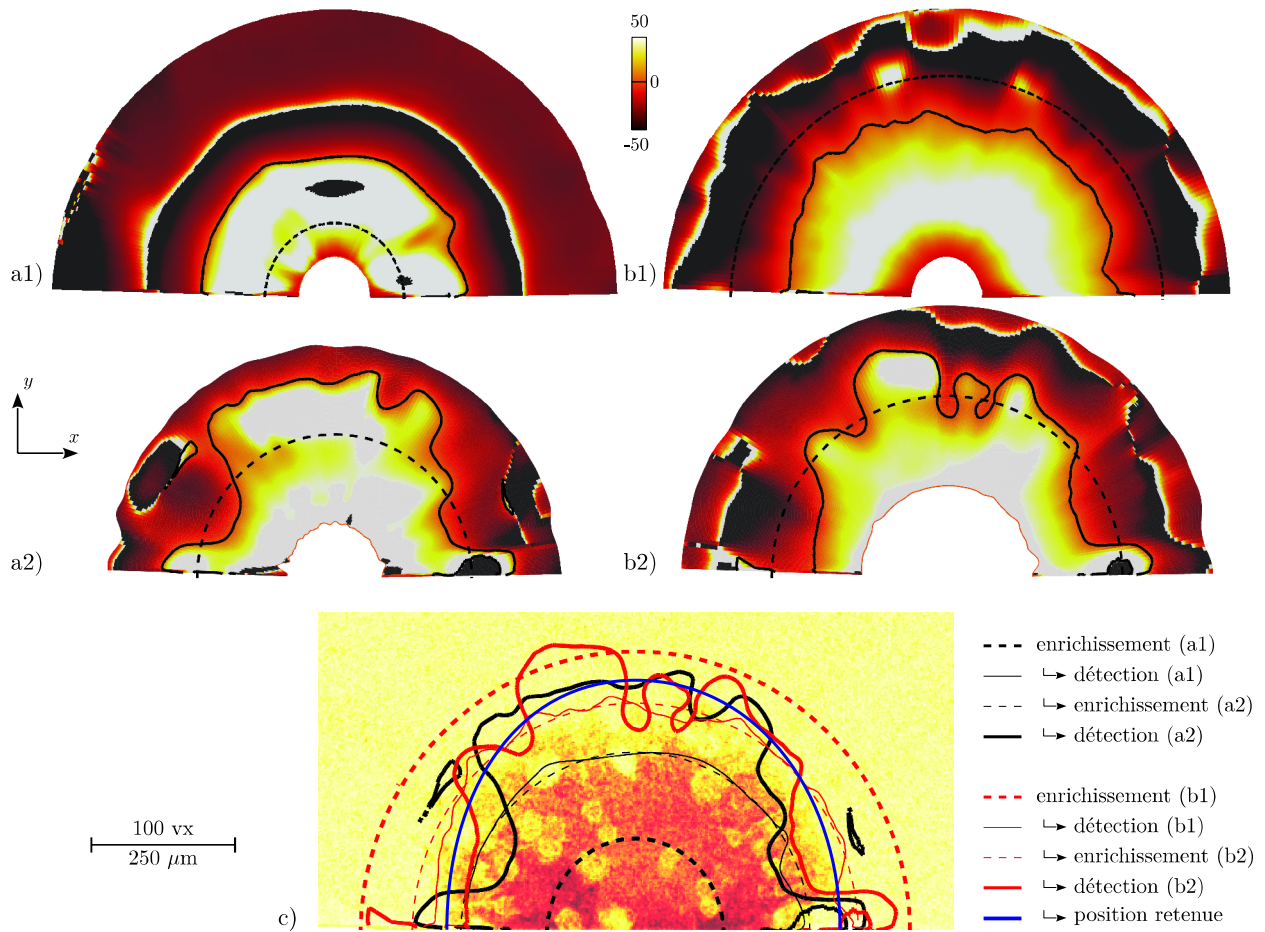 50
0
-50
a1)
b1)
y
x
a2)
b2)
enrichissement (a1)
↳ détection (a1)
↳ enrichissement (a2)
↳ détection (a2)
enrichissement (b1)
↳ détection (b1)
↳ enrichissement (b2)
↳ détection (b2)
↳ position retenue
100 vx
250 μm
c)